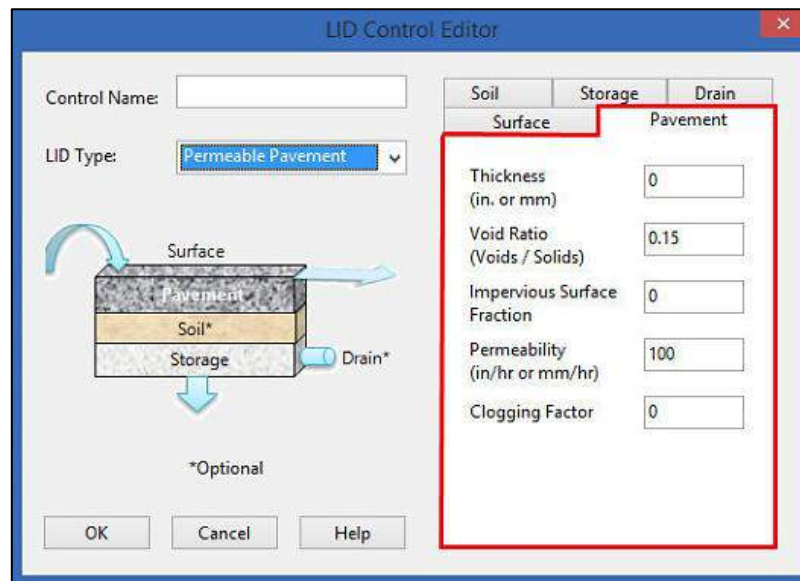 LID Control Editor
Control Name:
LID Type:
Permeable Pavement
Surface
Pavement
Soil*
Storage
Drain*
*Optional
OK
Cancel
Help
Soil
Storage
Drain
Surface
Pavement
Thickness
(in. or mm)
0
Void Ratio
(Voids / Solids)
0.15
Impervious Surface
Fraction
0
Permeability
(in/hr or mm/hr)
100
Clogging Factor
0